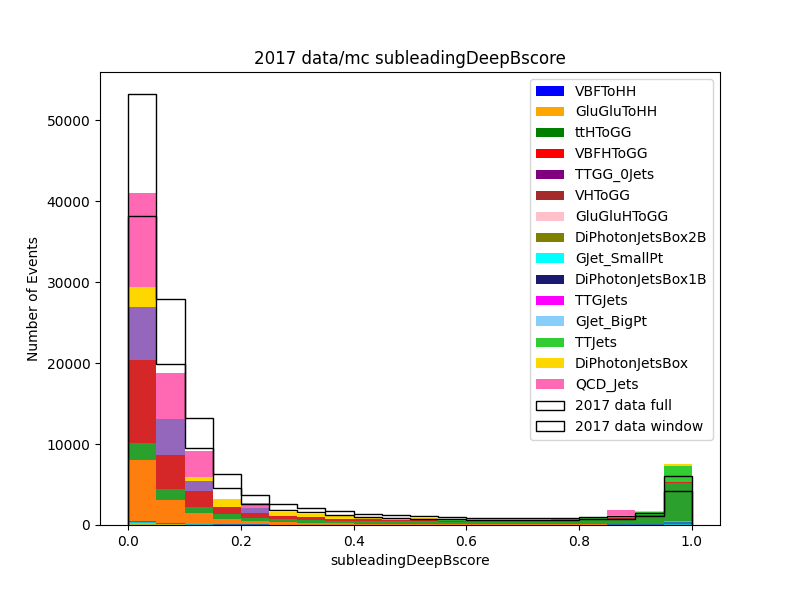 2017 data/mc subleadingDeepBscore
Number of Events
50000
40000
30000
20000
10000
0
0.0
0.2
0.4
0.6
0.8
1.0
subleadingDeepBscore
VBFToHH
GluGluToHH
ttHToGG
VBFHToGG
TTGG_0Jets
VHToGG
GluGluHToGG
DiPhotonJetsBox2B
GJet_SmallPt
DiPhotonJetsBox1B
TTGJets
GJet_BigPt
TTJets
DiPhotonJetsBox
QCD_Jets
2017 data full
2017 data window